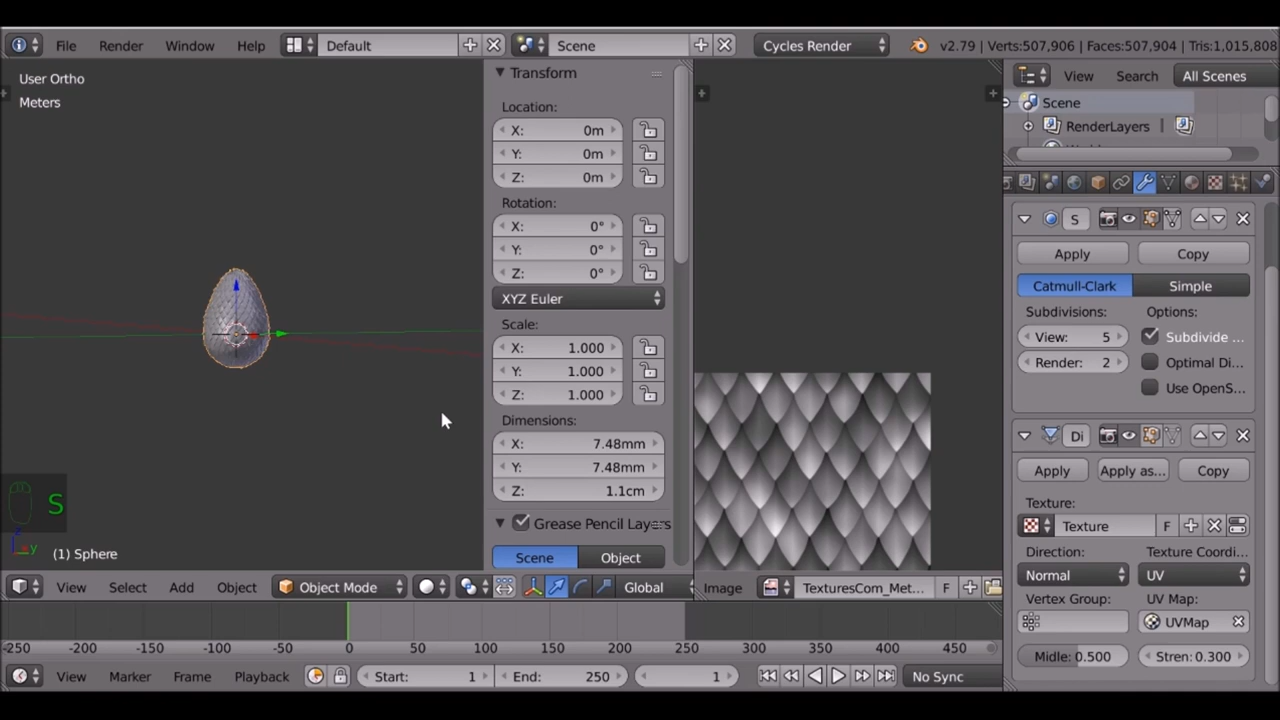 File Render Window Help Default Scene Cycles Render v2.79 | Verts:507,906 | Faces:507,904 | Tris:1,015,808
User Ortho
Meters
Transform
Location:
X: 0m
Y: 0m
Z: 0m
Rotation:
X: 0°
Y: 0°
Z: 0°
XYZ Euler
Scale:
X: 1.000
Y: 1.000
Z: 1.000
Dimensions:
X: 7.48mm
Y: 7.48mm
Z: 1.1cm
Grease Pencil Layers
Scene Object
View Search All Scenes
Scene
RenderLayers
S
Apply Copy
Catmull-Clark Simple
Subdivisions: Options:
View: 5 Subdivide ...
Render: 2 Optimal Di...
Use OpenS...
Di
Apply Apply as... Copy
Texture:
Texture F
Direction: Texture Coordi...
Normal UV
Vertex Group: UV Map:
UVMap
Midle: 0.500 Stren: 0.300
S
z
y
(1) Sphere
View Select Add Object Object Mode Global
Image TexturesCom_Met... F
-250 -200 -150 -100 -50 0 50 100 150 200 250 300 350 400 450
View Marker Frame Playback Start: 1 End: 250 1 No Sync